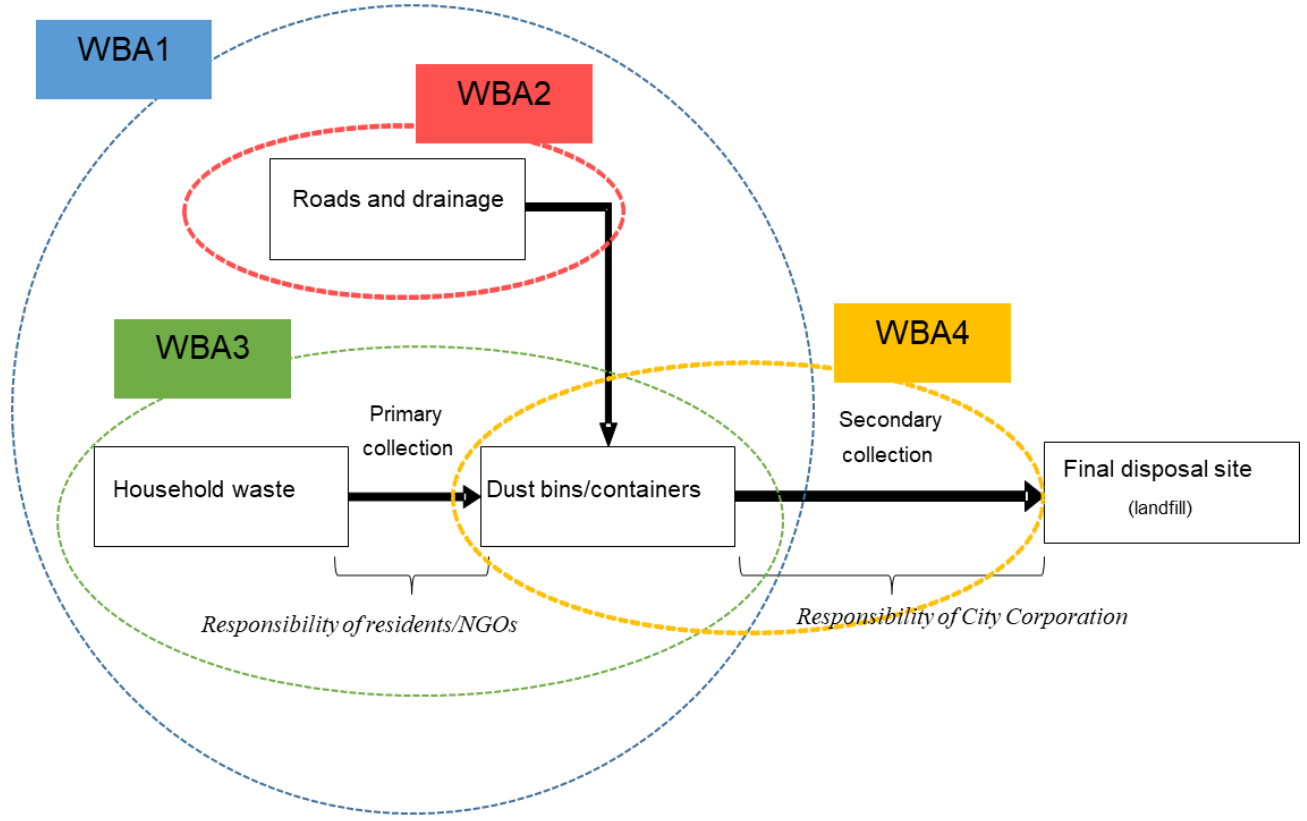 WBA1
WBA2
Roads and drainage
WBA3
WBA4
Primary
collection
Secondary
collection
Household waste
Dust bins/containers
Final disposal site
(landfill)
Responsibility of residents/NGOs
Responsibility of City Corporation